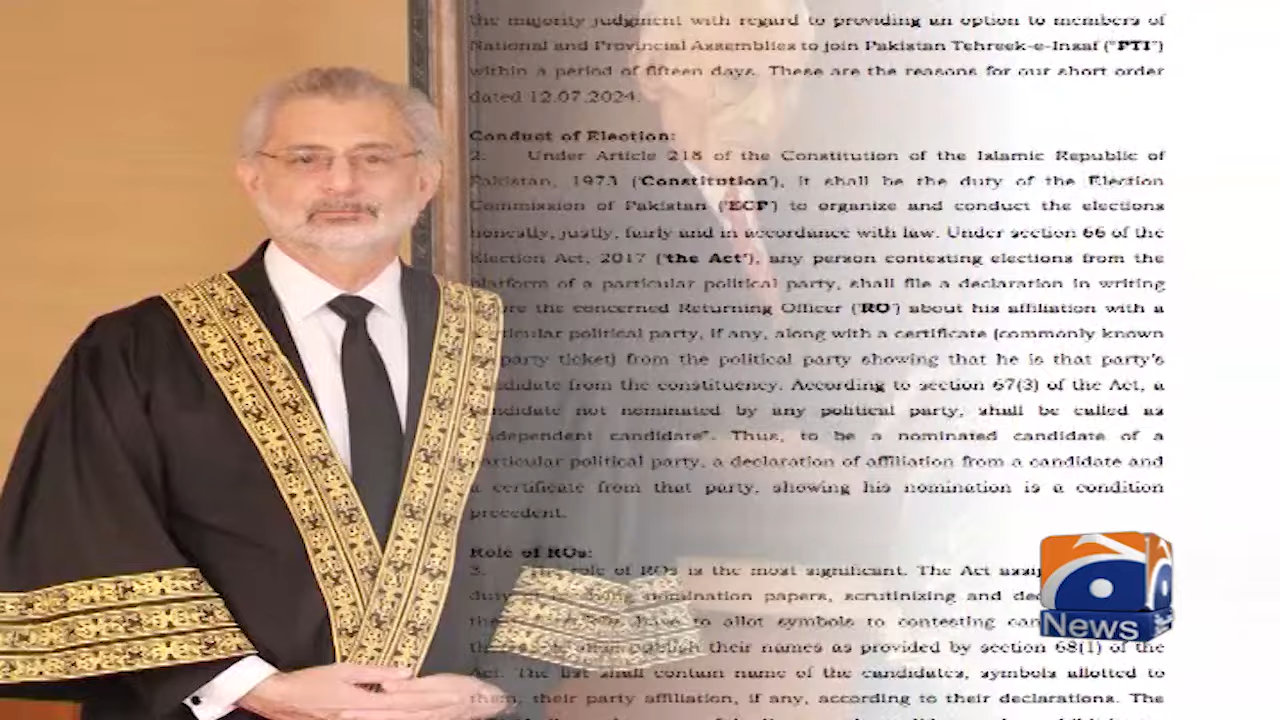 the majority judgment with regard to providing an option to members of
National and Provincial Assemblies to join Pakistan Tehreek-e-Insaf ("PTI")
within a period of fifteen days. These are the reasons for our short order
dated 12.07.2024.
Conduct of Election:
2. Under Article 218 of the Constitution of the Islamic Republic of
Pakistan, 1973 ('Constitution'), it shall be the duty of the Election
Commission of Pakistan ('ECP') to organize and conduct the elections
honestly, justly, fairly and in accordance with law. Under section 66 of the
Election Act, 2017 ('the Act'), any person contesting elections from the
platform of a particular political party, shall file a declaration in writing
the concerned Returning Officer ('RO') about his affiliation with a
particular political party, if any, along with a certificate (commonly known
party ticket) from the political party showing that he is that party's
candidate from the constituency. According to section 67(3) of the Act, a
candidate not nominated by any political party, shall be called as
independent candidate". Thus, to be a nominated candidate of a
particular political party, a declaration of affiliation from a candidate and
a certificate from that party, showing his nomination is a condition
precedent.
Role of ROs:
3. The role of ROs is the most significant. The Act
duty of nomination papers, scrutinizing and
have to allot symbols to contesting
publish their names as provided by section 68(1) of the
Act. The list shall contain name of the candidates, symbols allotted to
them, their party affiliation, if any, according to their declarations. The
News